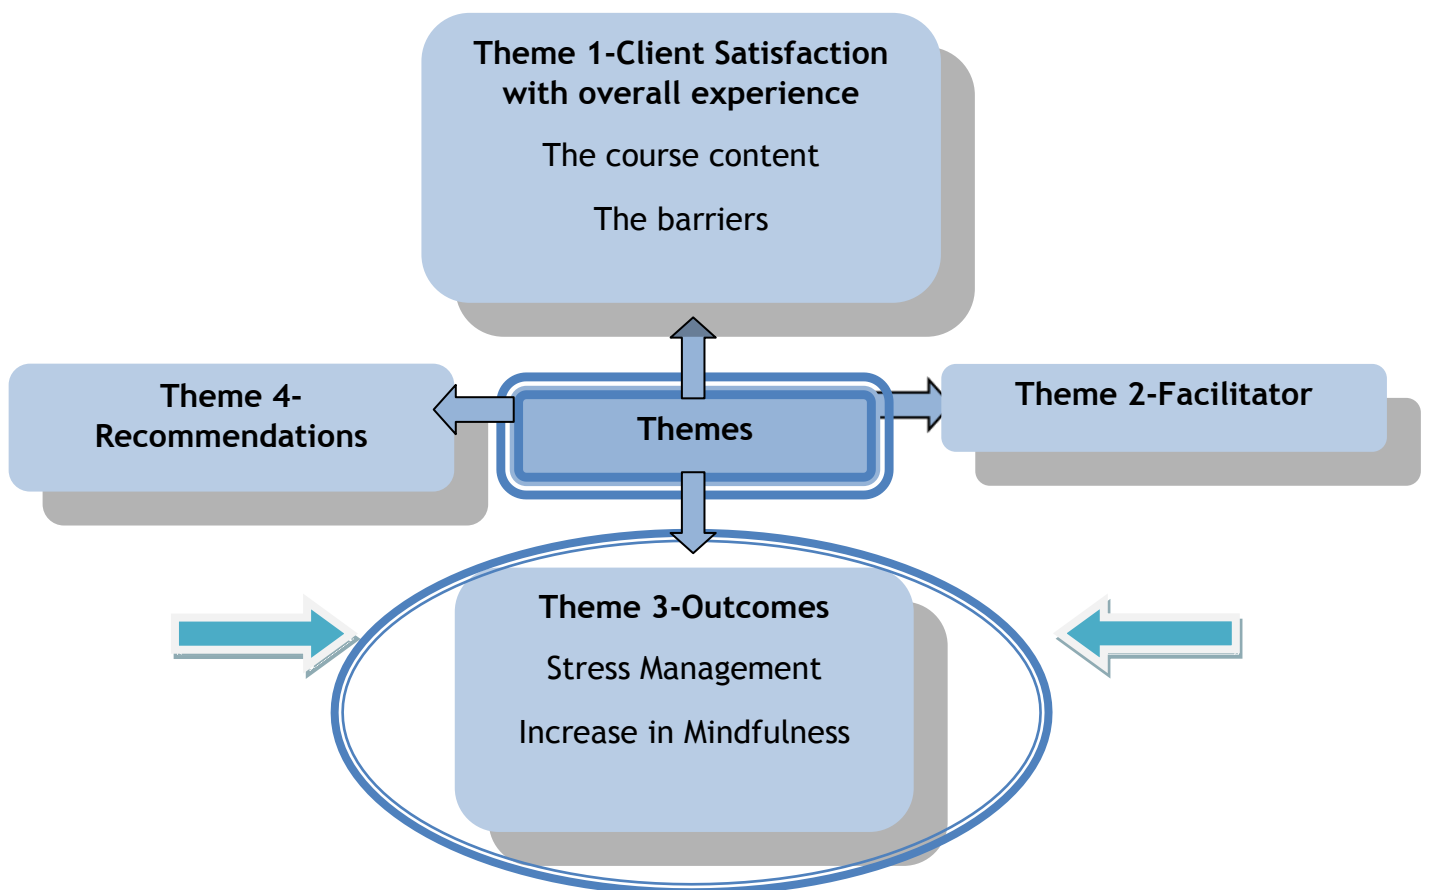 Theme 1-Client Satisfaction
with overall experience
The course content
The barriers
Theme 4-
Recommendations
Themes
Theme 2-Facilitator
Theme 3-Outcomes
Stress Management
Increase in Mindfulness